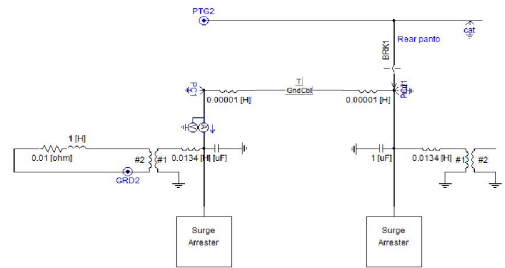 PTG2
cat
Rear panto
BRK1
T
GndCbl
PC1
0.00001 [H]
0.00001 [H]
V
A
1 [H]
0.01 [ohm]
#2
#1
0.0134 [H]
[uF]
1 [uF]
0.0134 [H]
#1
#2
GRD2
Surge
Arrester
Surge
Arrester